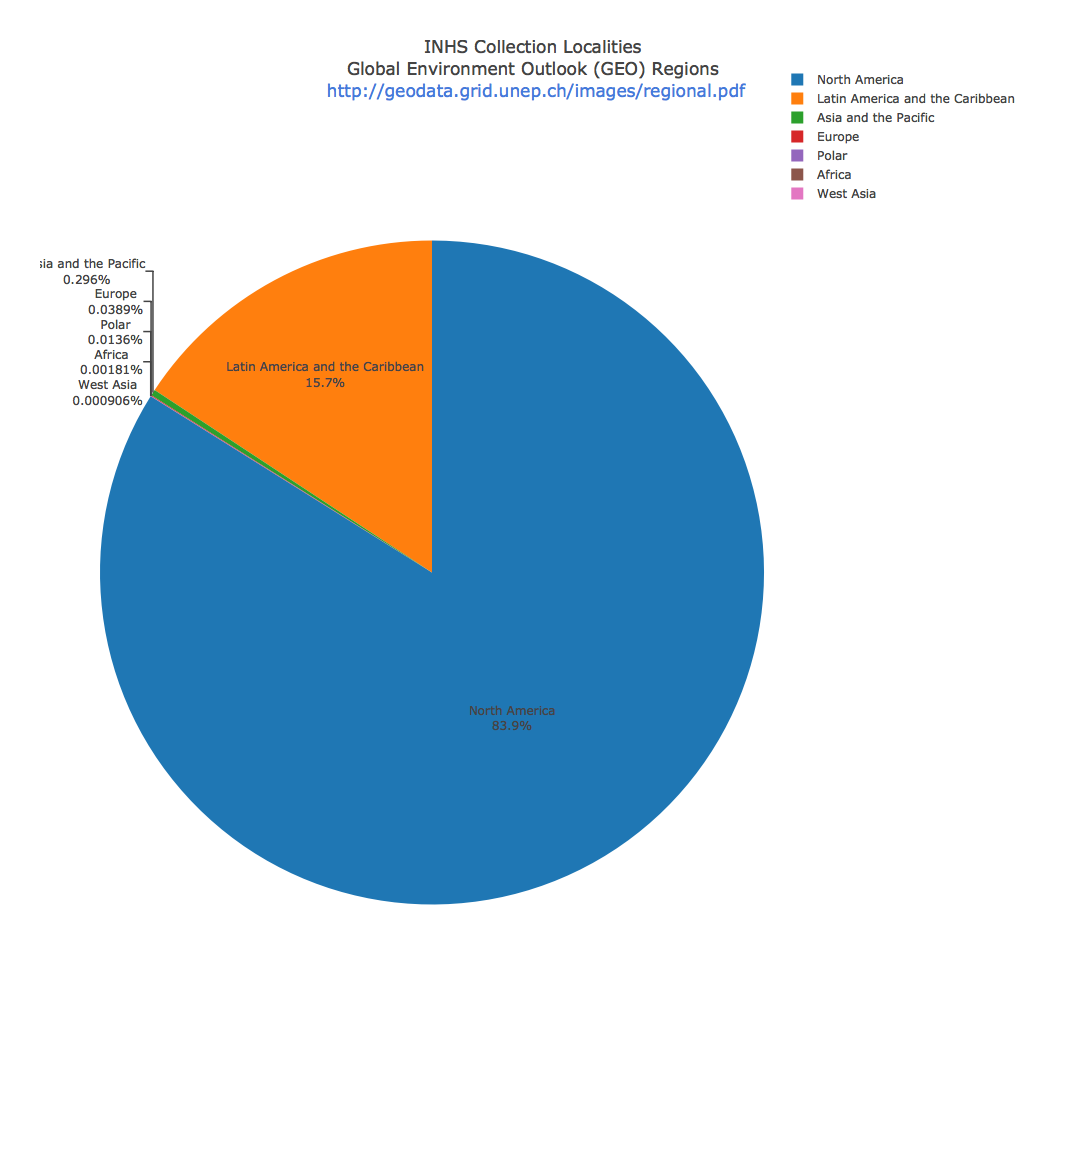 INHS Collection Localities
Global Environment Outlook (GEO) Regions
http://geodata.grid.unep.ch/images/regional.pdf
North America
Latin America and the Caribbean
Asia and the Pacific
Europe
Polar
Africa
West Asia
sia and the Pacific
0.296%
Europe
0.0389%
Polar
0.0136%
Africa
0.00181%
West Asia
0.000906%
Latin America and the Caribbean
15.7%
North America
83.9%